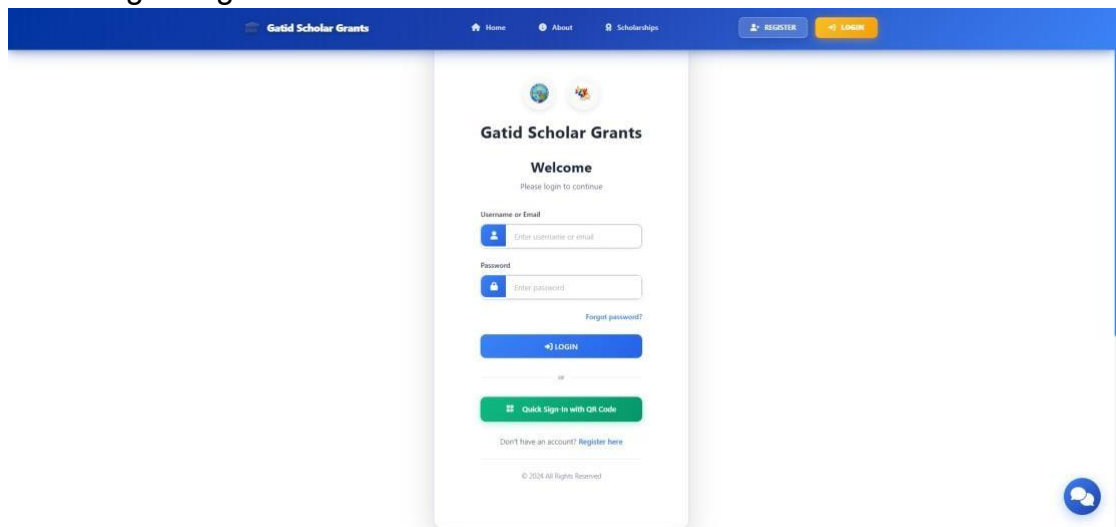 Gatid Scholar Grants
Home About Scholarships
REGISTER LOGIN
Gatid Scholar Grants
Welcome
Please login to continue
Username or Email
Enter username or email
Password
Enter password
Forgot password?
LOGIN
or
Quick Sign-In with QR Code
Don't have an account? Register here
© 2024 All Rights Reserved